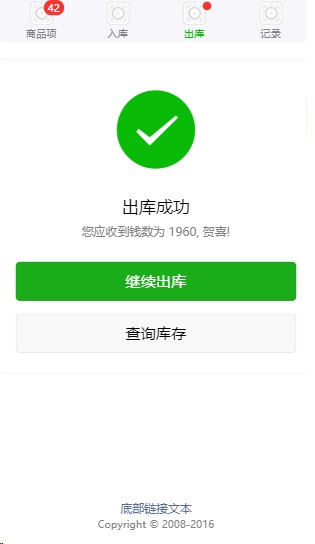 42
商品项 入库 出库 记录
出库成功
您应收到钱数为 1960, 贺喜!
继续出库
查询库存
底部链接文本
Copyright © 2008-2016